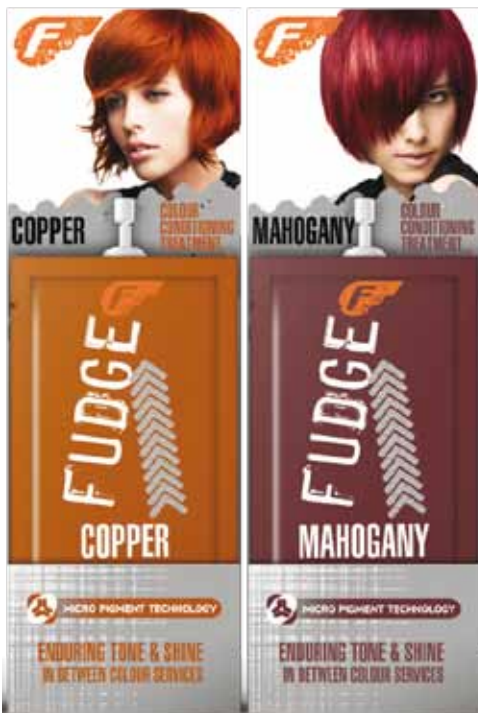 F
COPPER
COLOUR
CONDITIONING
TREATMENT
F
FUDGE
COPPER
MICRO PIGMENT TECHNOLOGY
ENDURING TONE & SHINE
IN BETWEEN COLOUR SERVICES
F
MAHOGANY
COLOUR
CONDITIONING
TREATMENT
F
FUDGE
MAHOGANY
MICRO PIGMENT TECHNOLOGY
ENDURING TONE & SHINE
IN BETWEEN COLOUR SERVICES